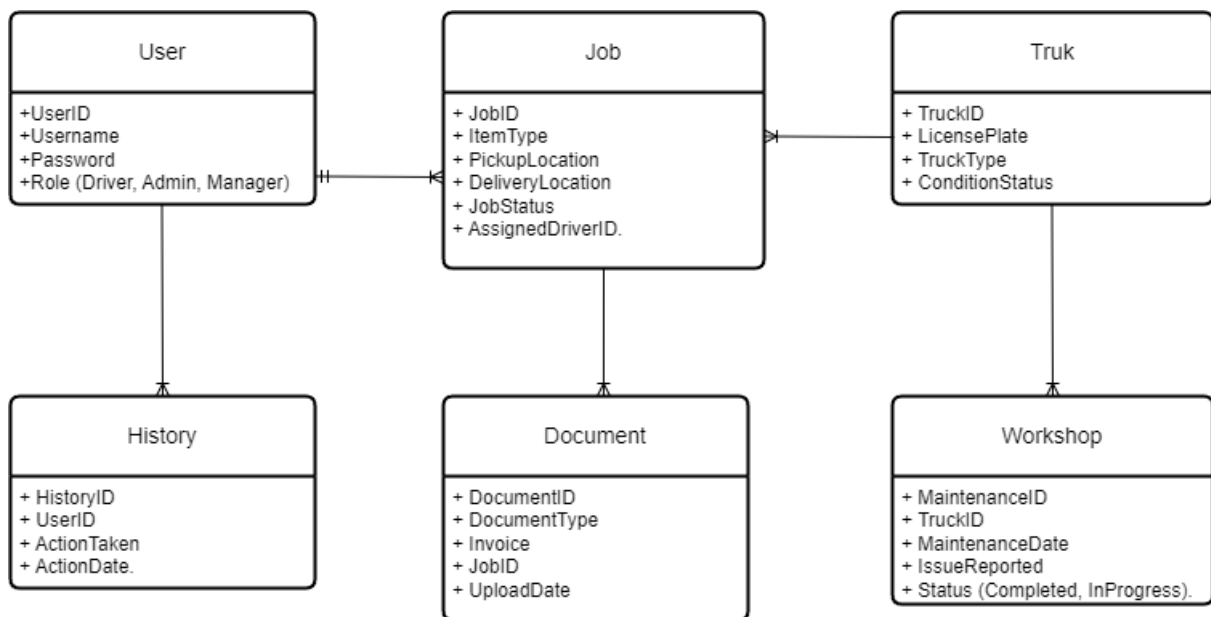 User
+UserID
+Username
+Password
+Role (Driver, Admin, Manager)
Job
+ JobID
+ ItemType
+ PickupLocation
+ DeliveryLocation
+ JobStatus
+ AssignedDriverID.
Truk
+ TruckID
+ LicensePlate
+ TruckType
+ ConditionStatus
History
+ HistoryID
+ UserID
+ ActionTaken
+ ActionDate.
Document
+ DocumentID
+ DocumentType
+ Invoice
+ JobID
+ UploadDate
Workshop
+ MaintenanceID
+ TruckID
+ MaintenanceDate
+ IssueReported
+ Status (Completed, InProgress).